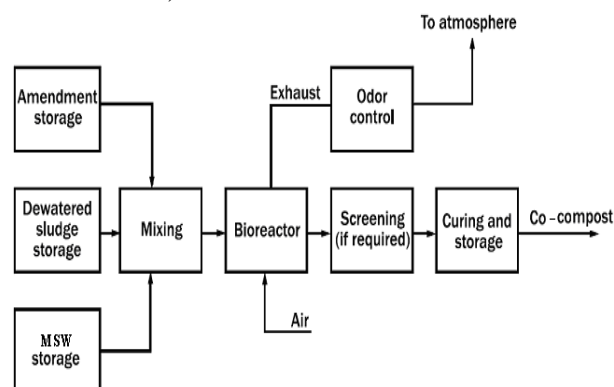 To atmosphere
Amendment
storage
Exhaust
Odor
control
Dewatered
sludge
storage
Mixing
Bioreactor
Screening
(if required)
Curing and
storage
Co - compost
MSW
storage
Air